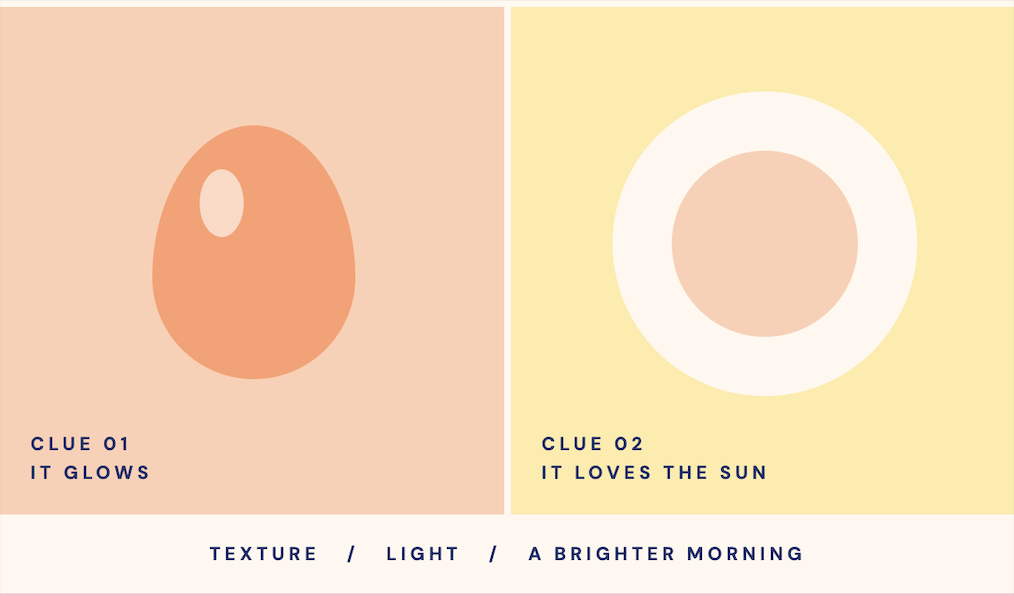 CLUE 01
IT GLOWS
CLUE 02
IT LOVES THE SUN
TEXTURE / LIGHT / A BRIGHTER MORNING